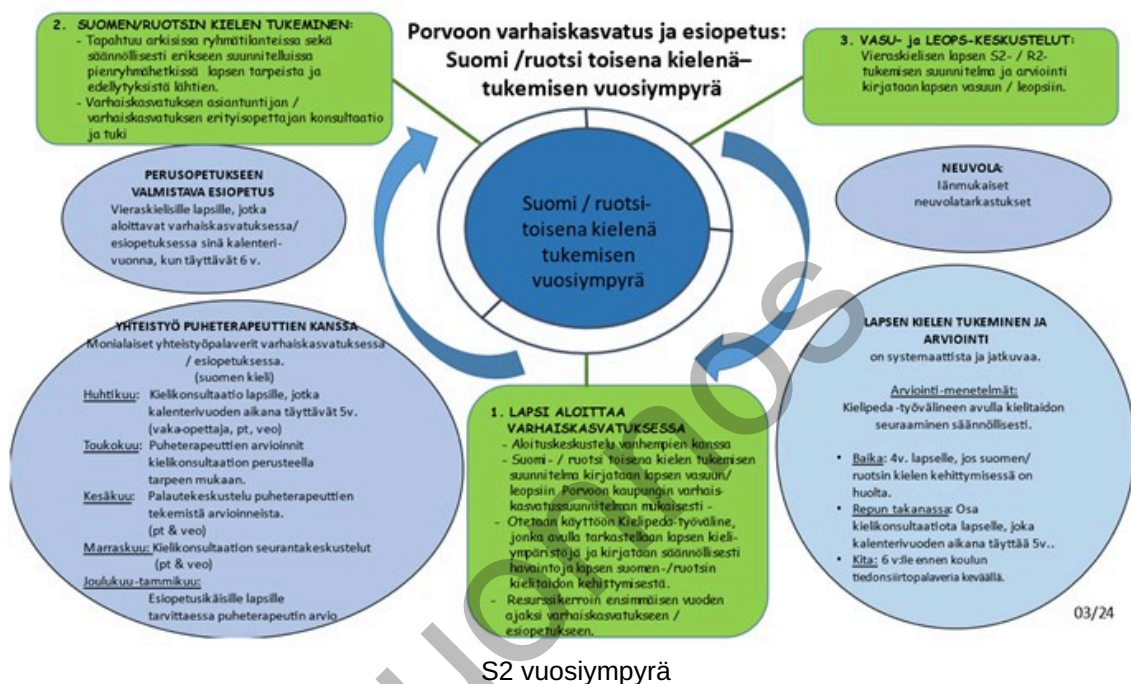 Porvoon varhaiskasvatus ja esiopetus:
Suomi /ruotsi toisena kielenä–
tukemisen vuosiympyrä
2. SUOMEN/RUOTSIN KIELEN TUKEMINEN:
- Tapahtuu arkisissa ryhmätilanteissa sekä
säännöllisesti erikseen suunnitelluissa
pienryhmähetkissä lapsen tarpeista ja
edellytyksistä lähtien.
- Varhaiskasvatuksen asiantuntijan /
varhaiskasvatuksen erityisopettajan konsultaatio
ja tuki
3. VASU- ja LEOPS-KESKUSTELUT:
Vieraskielisen lapsen S2- / R2-
tukemisen suunnitelma ja arviointi
kirjataan lapsen vasuun / leopsiin.
PERUSOPETUKSEEN
VALMISTAVA ESIOPETUS
Vieraskielisille lapsille, jotka
aloittavat varhaiskasvatuksessa/
esiopetuksessa sinä kalenteri-
vuonna, kun täyttävät 6 v.
Suomi / ruotsi-
toisena kielenä
tukemisen
vuosiympyrä
NEUVOLA:
Iänmukaiset
neuvolatarkastukset
YHTEISTYÖ PUHETERAPEUTTIEN KANSSA
Monialaiset yhteistyöpalaverit varhaiskasvatuksessa
/ esiopetuksessa.
(suomen kieli)
Huhtikuu: Kielikonsultaatio lapsille, jotka
kalenterivuoden aikana täyttävät 5v.
(vaka-opettaja, pt, veo)
Toukokuu: Puheterapeuttien arvioinnit
kielikonsultaation perusteella
tarpeen mukaan.
Kesäkuu: Palautekeskustelu puheterapeuttien
tekemistä arvioinneista.
(pt & veo)
Marraskuu: Kielikonsultaation seurantakeskustelut
(pt & veo)
Joulukuu-tammikuu:
Esiopetusikäisille lapsille
tarvittaessa puheterapeutin arvio
1. LAPSI ALOITTAA
VARHAISKASVATUKSESSA
- Aloituskeskustelu vanhempien kanssa
- Suomi- / ruotsi toisena kielen tukemisen
suunnitelma kirjataan lapsen vasuun/
leopsiin Porvoon kaupungin varhais-
kasvatussuunnitelman mukaisesti -
- Otetaan käyttöön Kielipeda-työväline,
jonka avulla tarkastellaan lapsen kieli-
ympäristöjä ja kirjataan säännöllisesti
havaintoja lapsen suomen-/ruotsin
kielitaidon kehittymisestä.
- Resurssikerroin ensimmäisen vuoden
ajaksi varhaiskasvatukseen /
esiopetukseen.
LAPSEN KIELEN TUKEMINEN JA
ARVIOINTI
on systemaattista ja jatkuvaa.
Arviointi-menetelmät:
Kielipeda -työvälineen avulla kielitaidon
seuraaminen säännöllisesti.
• Baika: 4v. lapselle, jos suomen/
ruotsin kielen kehittymisessä on
huolta.
• Repun takanassa: Osa
kielikonsultaatiota lapselle, joka
kalenterivuoden aikana täyttää 5v..
• Kita: 6 v:lle ennen koulun
tiedonsiirtopalaveria keväällä.
03/24
S2 vuosiympyrä